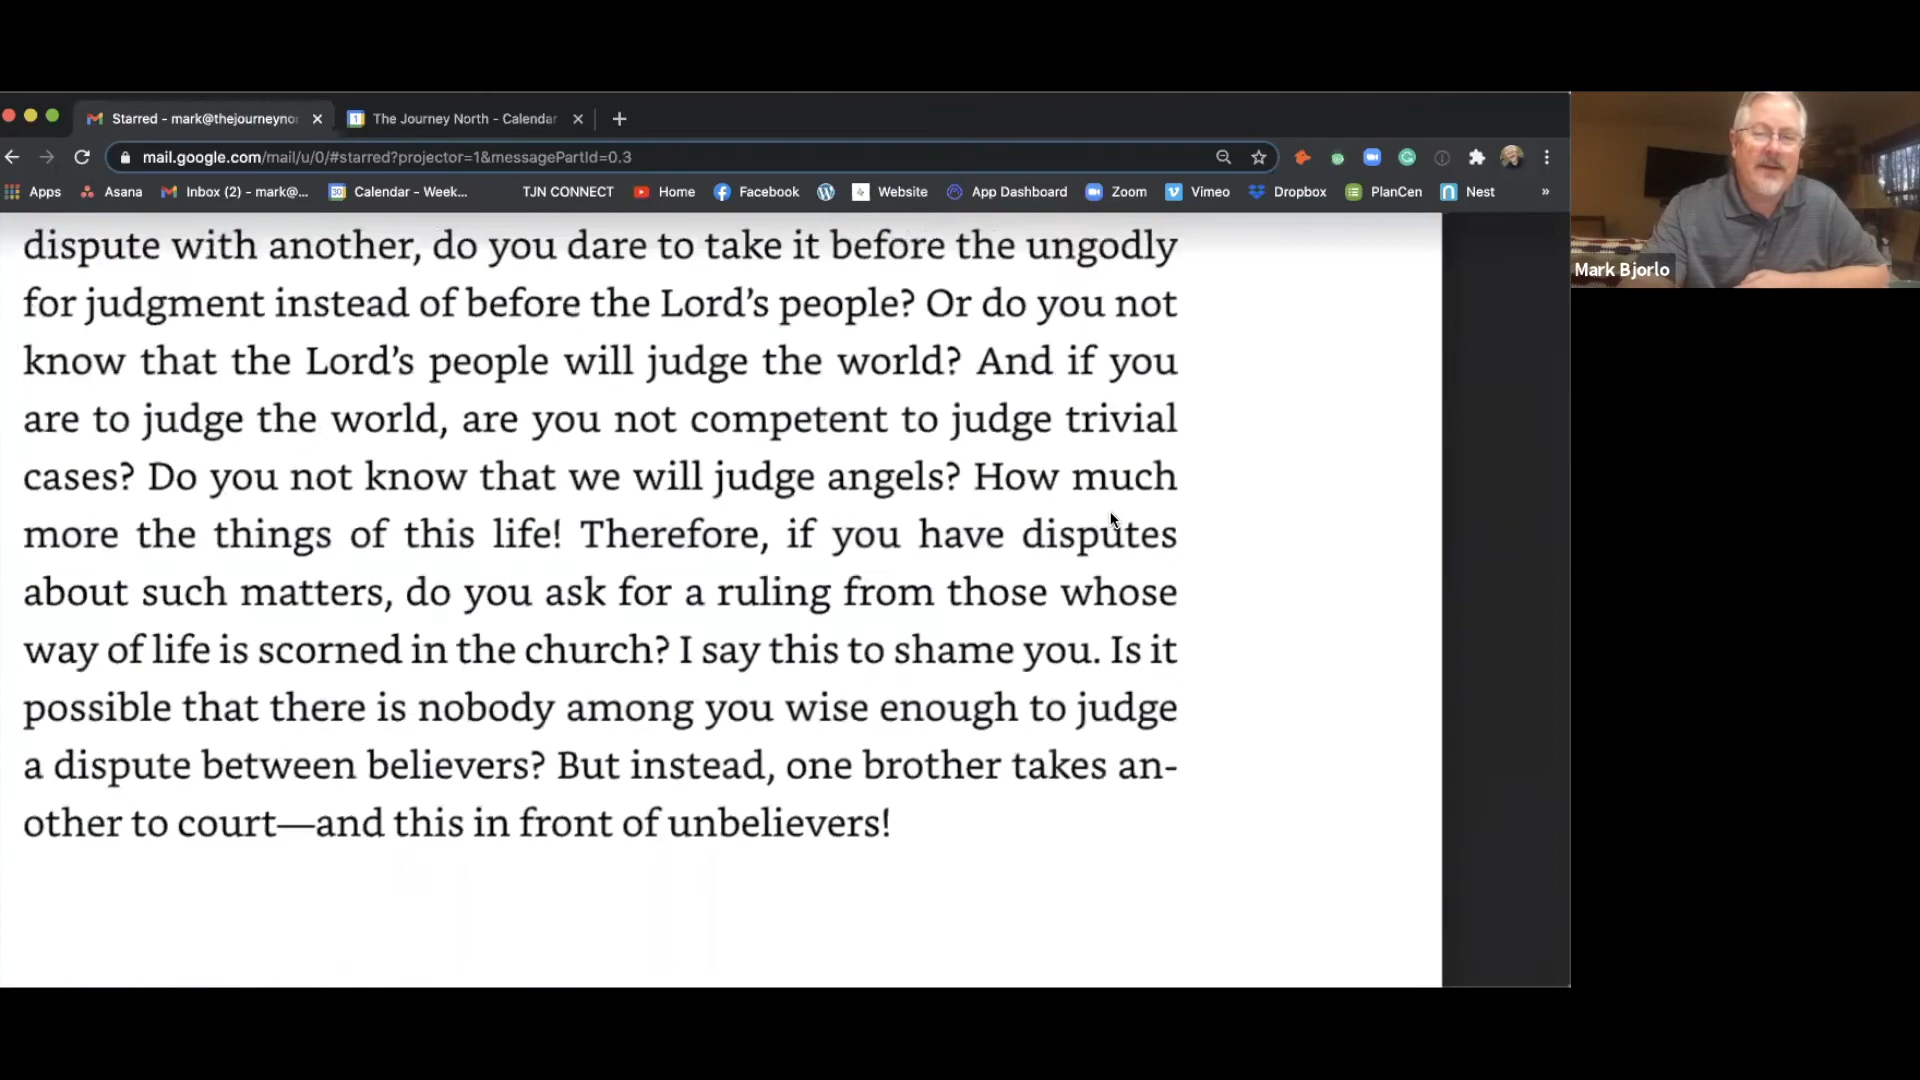 Starred - mark@thejourneyno
The Journey North - Calendar
mail.google.com/mail/u/0/#starred?projector=1&messagePartId=0.3
Apps Asana Inbox (2) - mark@... Calendar - Week... TJN CONNECT Home Facebook Website App Dashboard Zoom Vimeo Dropbox PlanCen Nest »
dispute with another, do you dare to take it before the ungodly
for judgment instead of before the Lord’s people? Or do you not
know that the Lord’s people will judge the world? And if you
are to judge the world, are you not competent to judge trivial
cases? Do you not know that we will judge angels? How much
more the things of this life! Therefore, if you have disputes
about such matters, do you ask for a ruling from those whose
way of life is scorned in the church? I say this to shame you. Is it
possible that there is nobody among you wise enough to judge
a dispute between believers? But instead, one brother takes an-
other to court—and this in front of unbelievers!
Mark Bjorlo